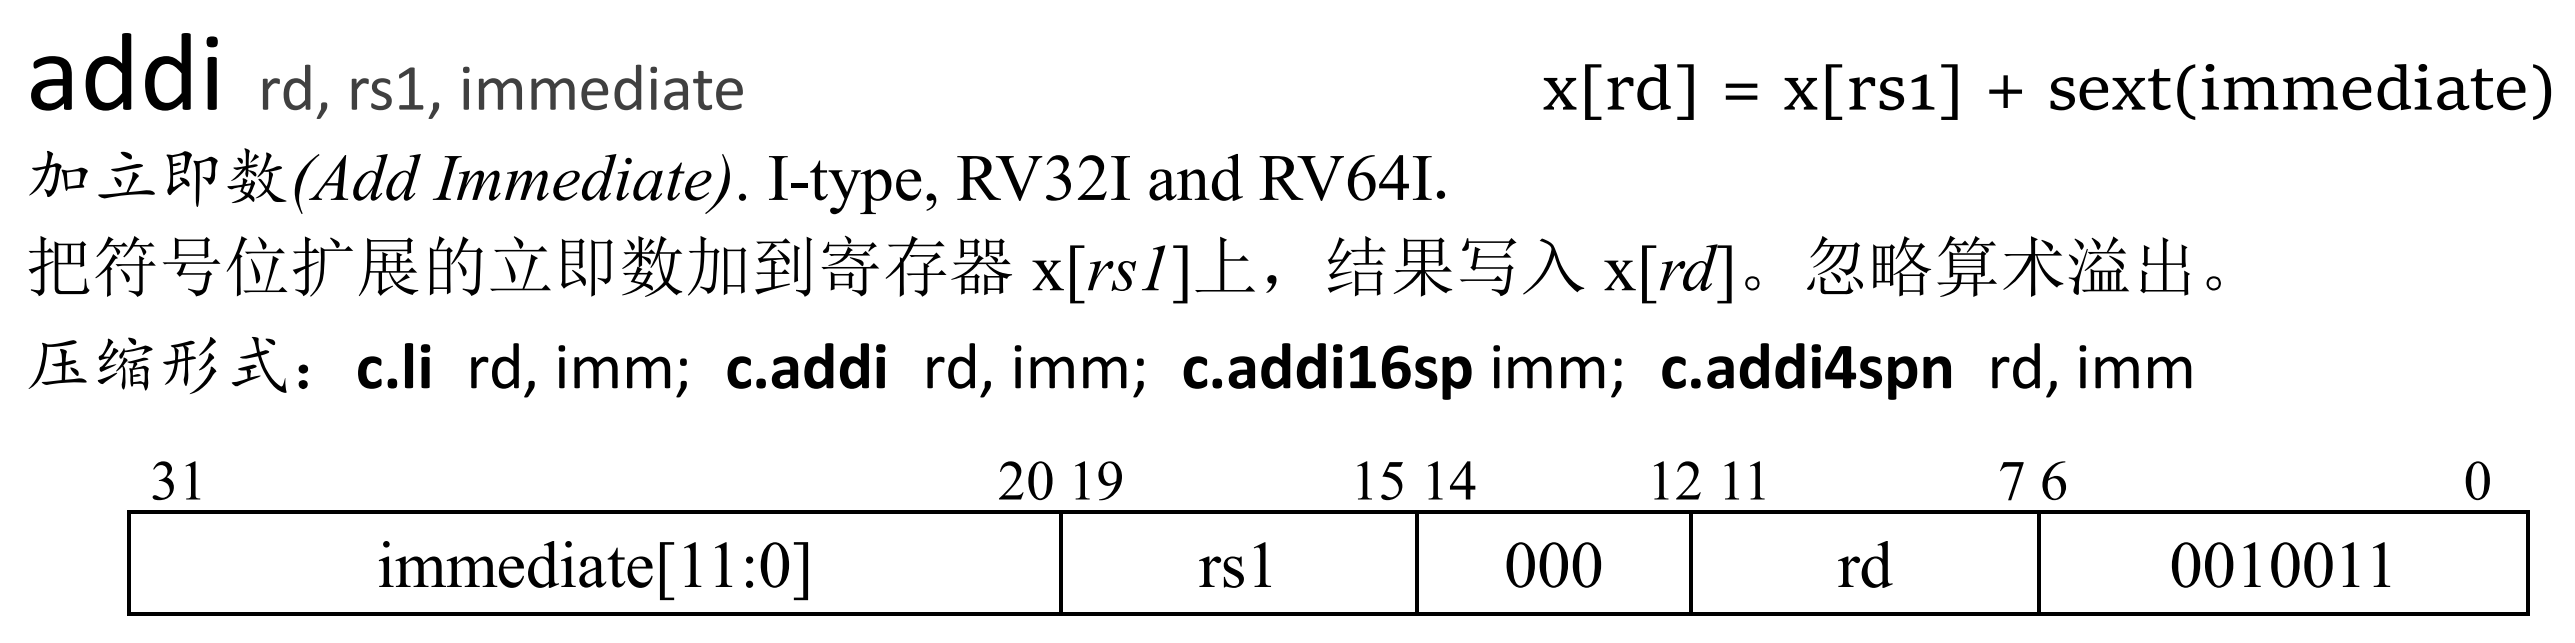 addi rd, rs1, immediate x[rd] = x[rs1] + sext(immediate)
加立即数(Add Immediate). I-type, RV32I and RV64I.
把符号位扩展的立即数加到寄存器 x[rs1]上，结果写入 x[rd]。忽略算术溢出。
压缩形式：c.li rd, imm; c.addi rd, imm; c.addi16sp imm; c.addi4spn rd, imm
31 20 19 15 14 12 11 7 6 0
immediate[11:0] rs1 000 rd 0010011